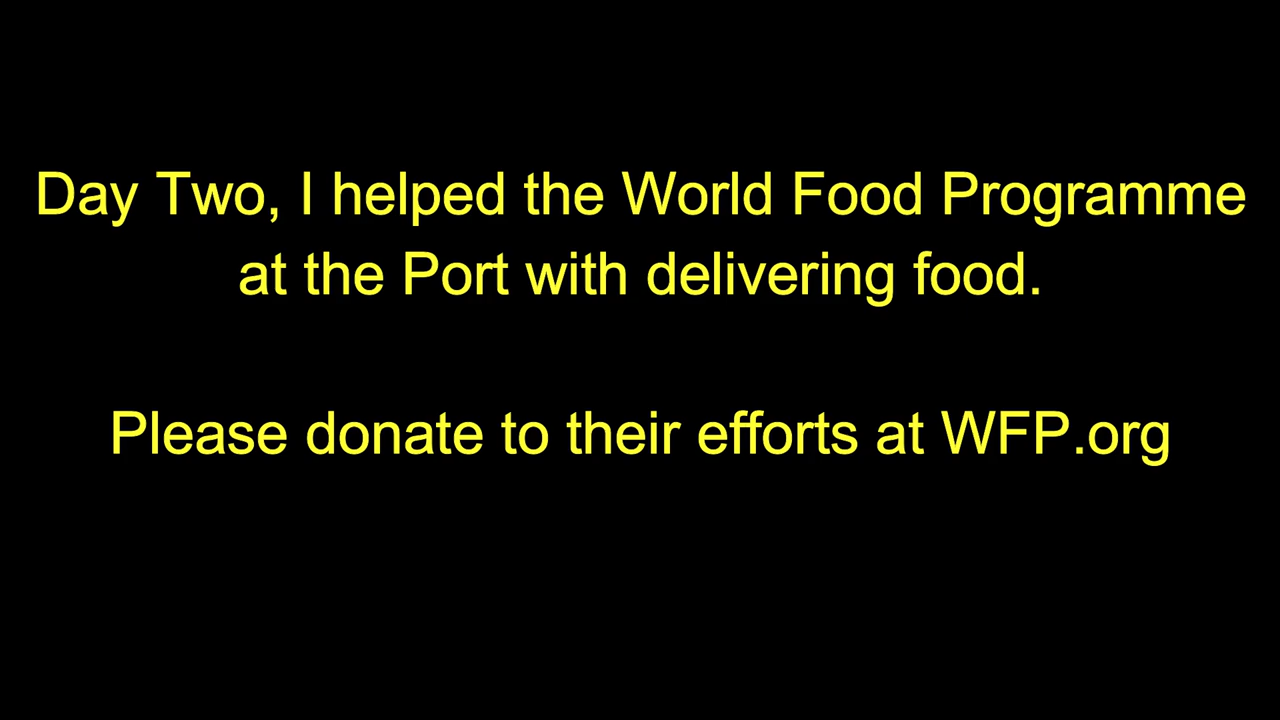 Day Two, I helped the World Food Programme
at the Port with delivering food.
Please donate to their efforts at WFP.org